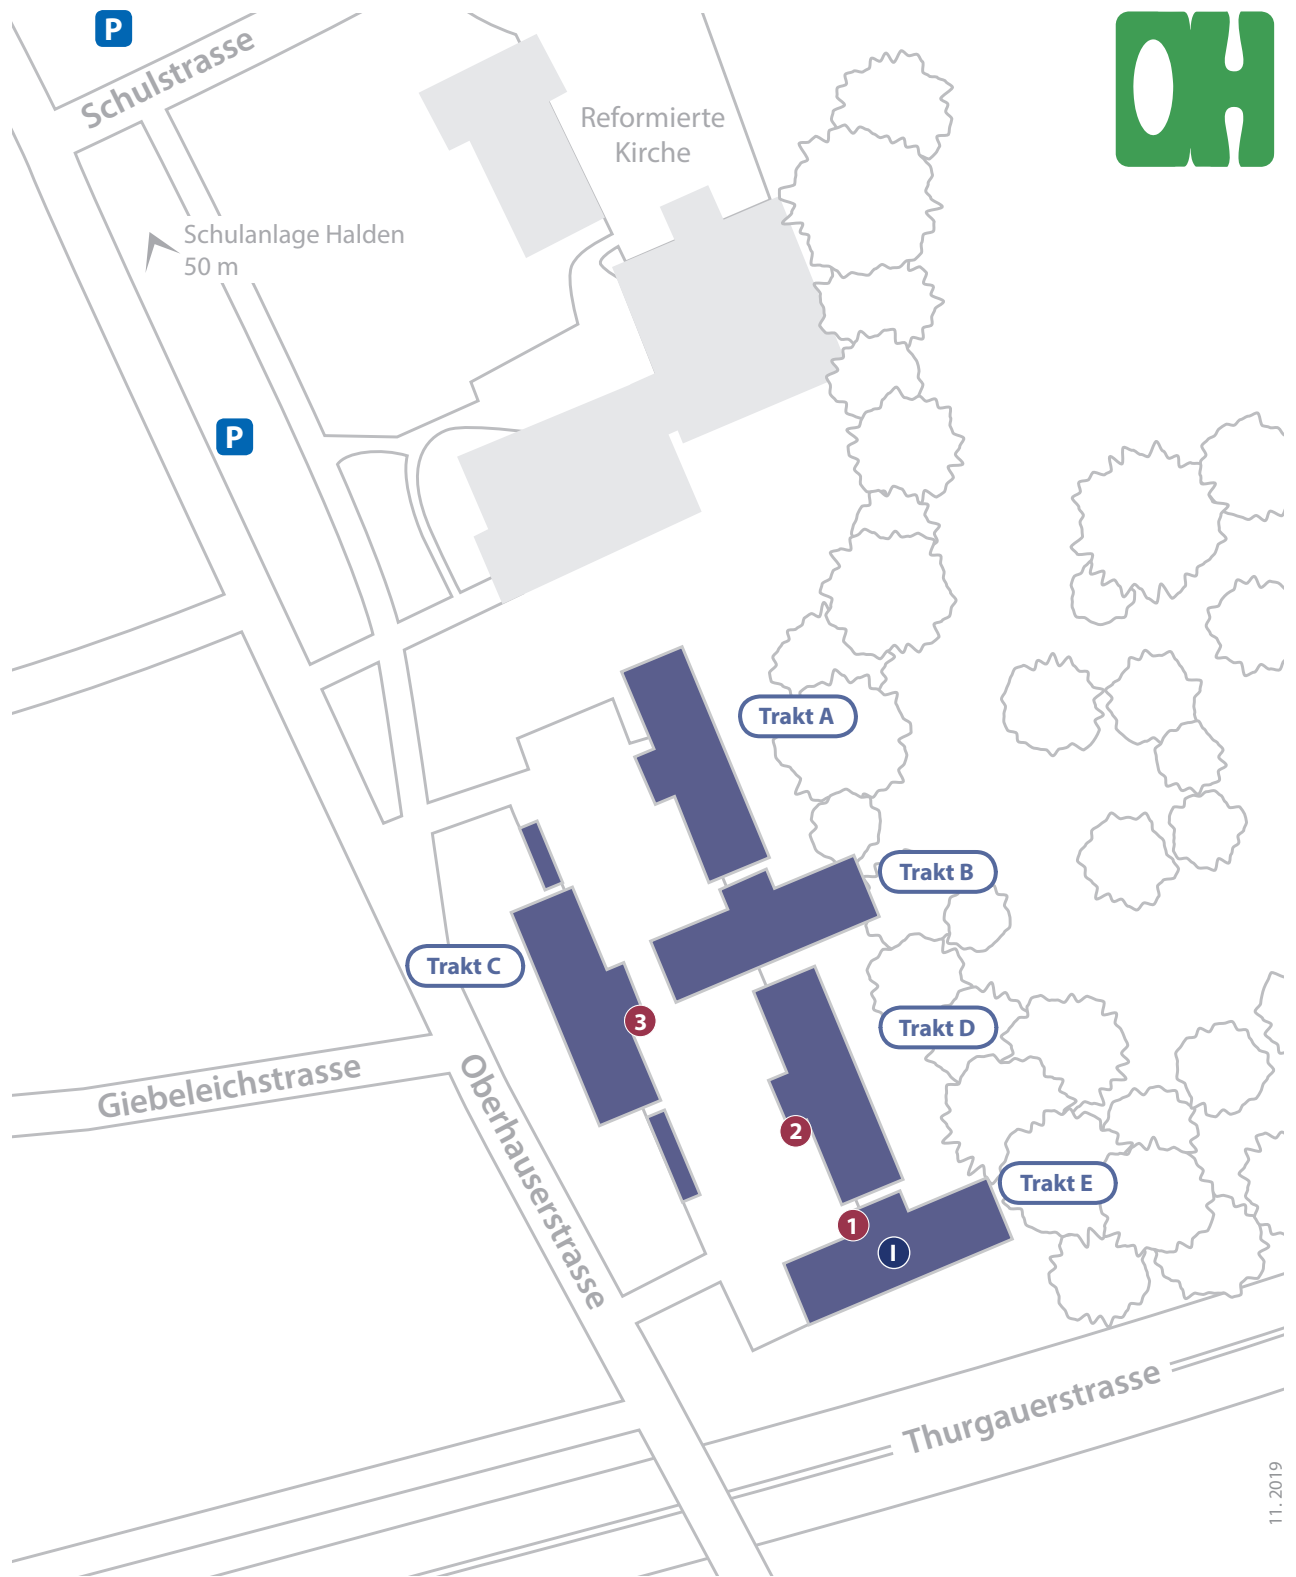 P
Schulstrasse
Reformierte
Kirche
Schulanlage Halden
50 m
P
Trakt A
Trakt B
Trakt C
3
Trakt D
Giebeleichstrasse
Oberhauserstrasse
2
Trakt E
1
I
Thurgauerstrasse
11. 2019